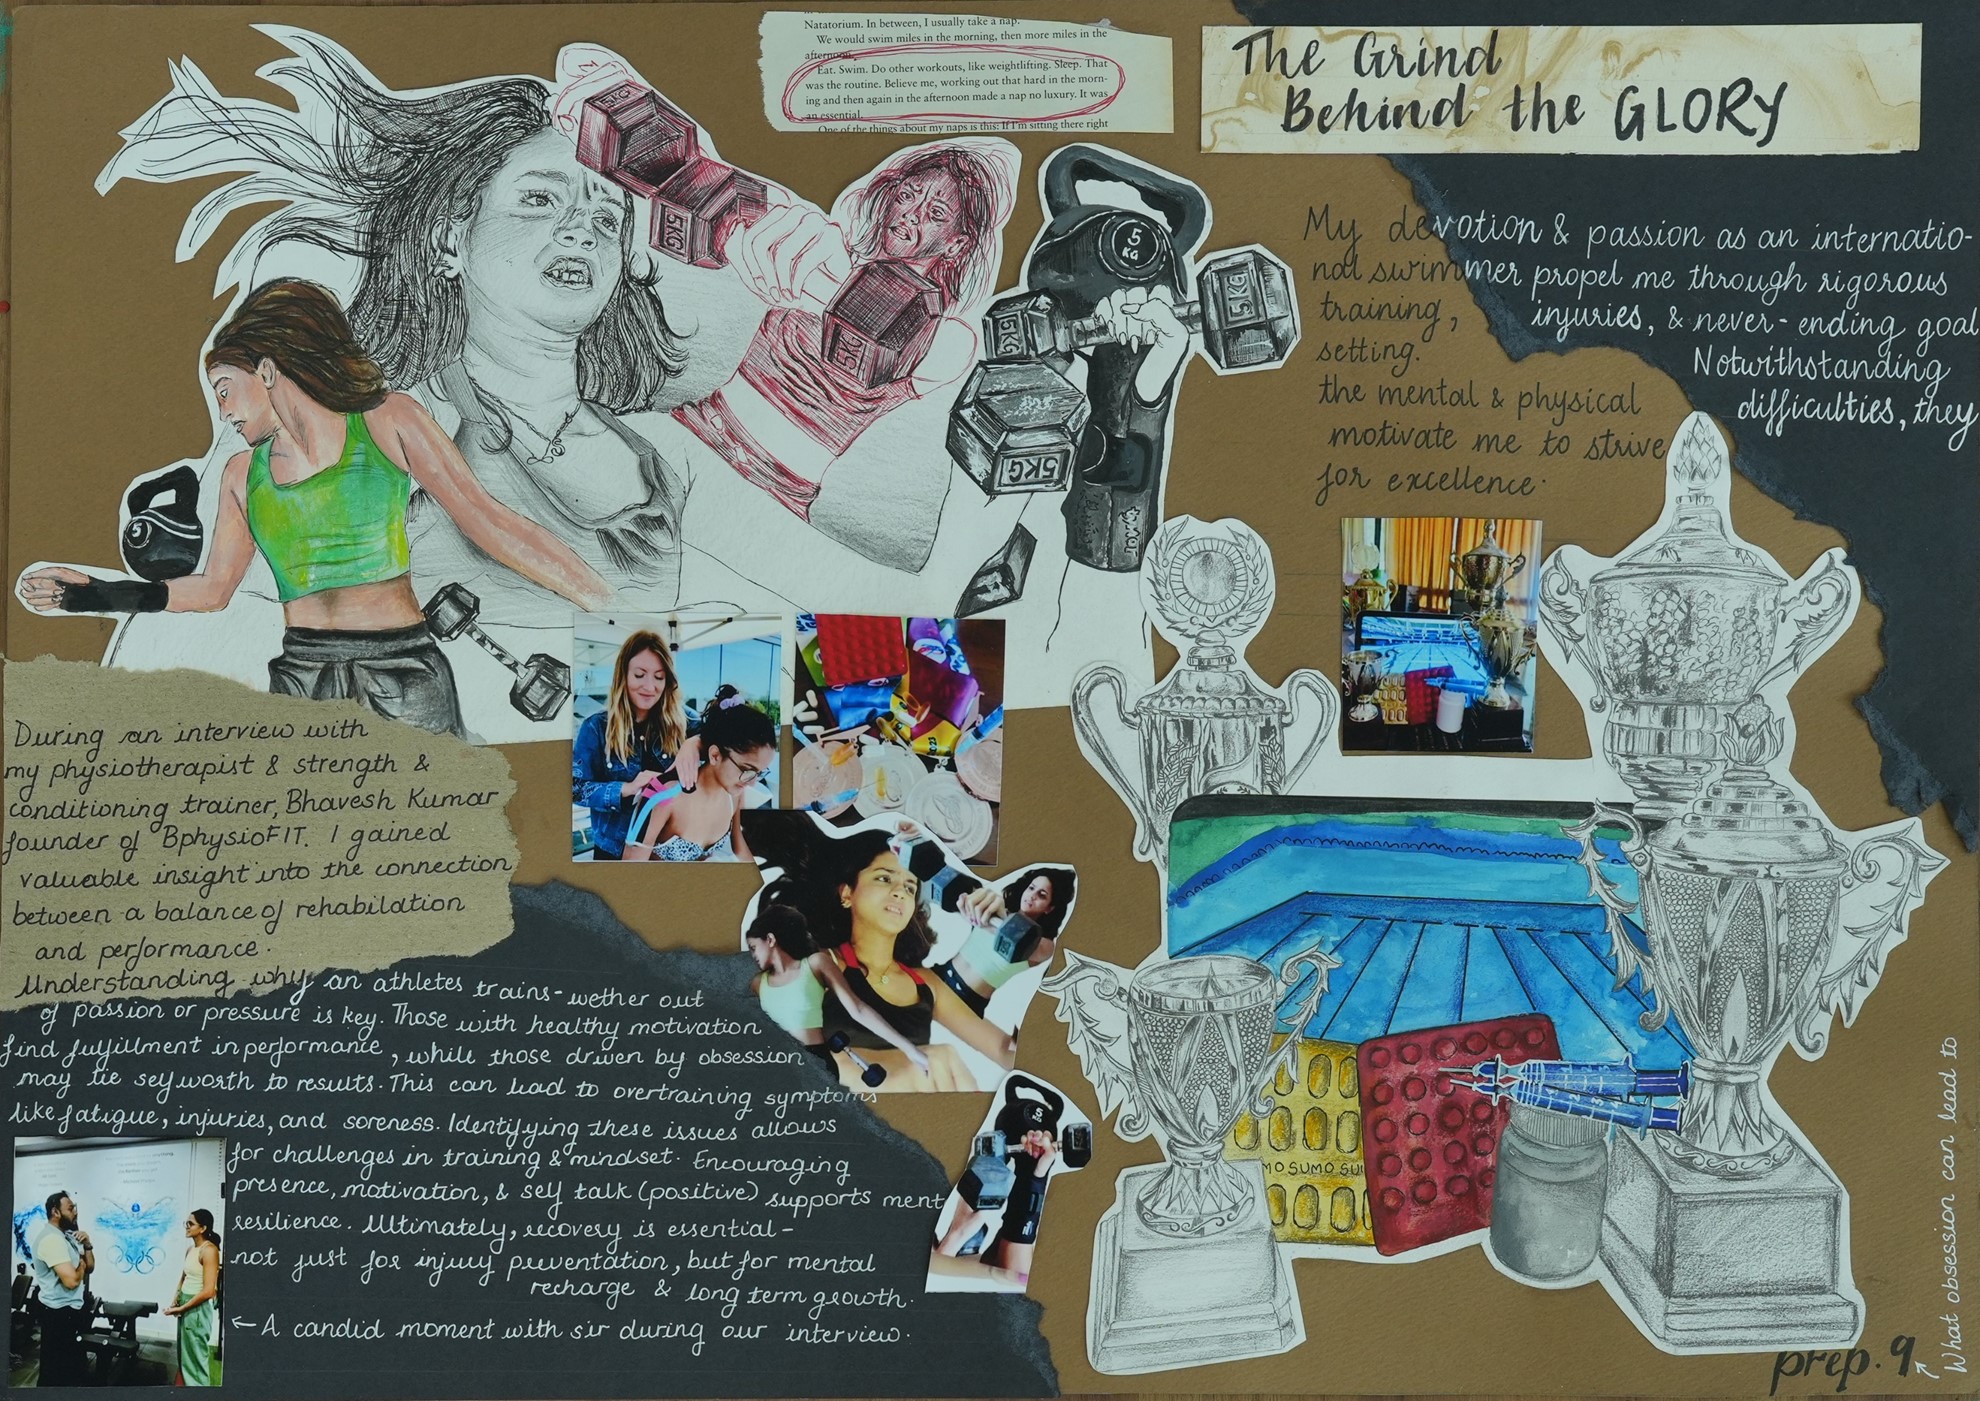 Natatorium. In between, I usually take a nap.
We would swim miles in the morning, then more miles in the
afternoon.
Eat. Swim. Do other workouts, like weightlifting. Sleep. That
was the routine. Believe me, working out that hard in the morn-
ing and then again in the afternoon made a nap no luxury. It was
an essential.
One of the things about my naps is this: If I'm sitting there right
The Grind
Behind the GLORY
My devotion & passion as an internatio-
nal swimmer propel me through rigorous
training, injuries, & never-ending goal
setting. Notwithstanding
the mental & physical difficulties, they
motivate me to strive
for excellence.
5KG
5KG
5KG
5
KG
5KG
5KG
5KG
5
During an interview with
my physiotherapist & strength &
conditioning trainer, Bhavesh Kumar
founder of BphysioFIT. I gained
valuable insight into the connection
between a balance of rehabilation
and performance.
Understanding why an athletes trains-wether out
of passion or pressure is key. Those with healthy motivation
find fulfillment in performance, while those driven by obsession
may tie selfworth to results. This can lead to overtraining symptoms
like fatigue, injuries, and soreness. Identifying these issues allows
for challenges in training & mindset. Encouraging
presence, motivation, & self talk (positive) supports ment
resilience. Ultimately, recovery is essential-
not just for injury preventation, but for mental
recharge & long term growth.
← A candid moment with sir during our interview.
5
MO SUMO SU
prep. 9
What obsession can lead to